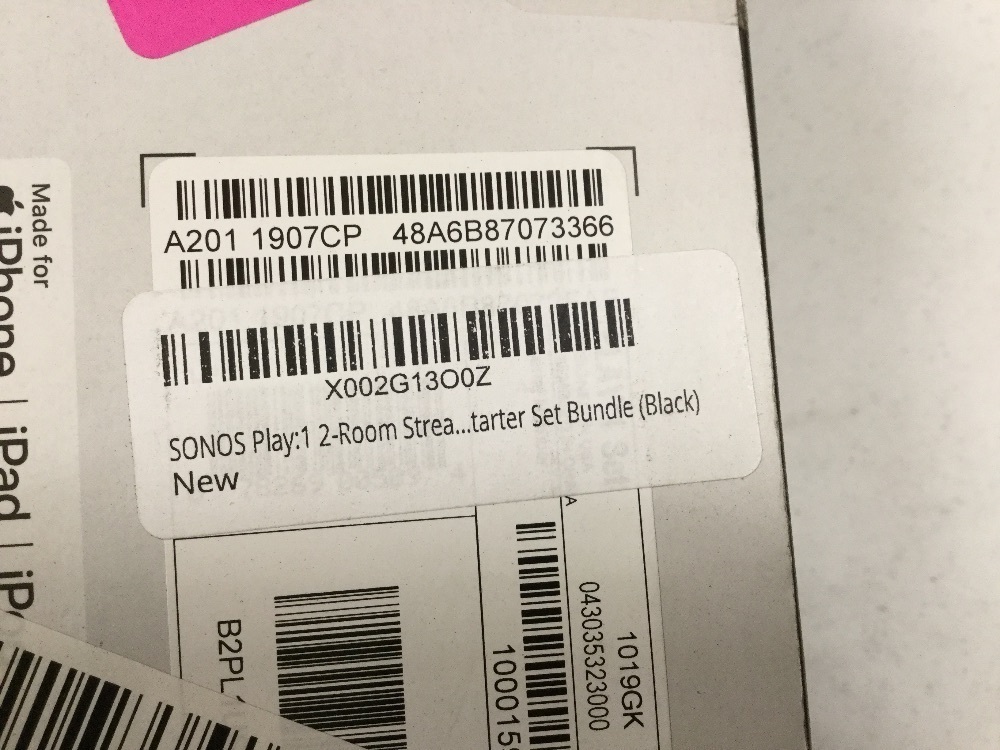 A201 1907CP 48A6B87073366
X002G13O0Z
SONOS Play:1 2-Room Strea...tarter Set Bundle (Black)
New
Made for
iPhone | iPad |
B2PL
100015
043035323000
1019GK
A